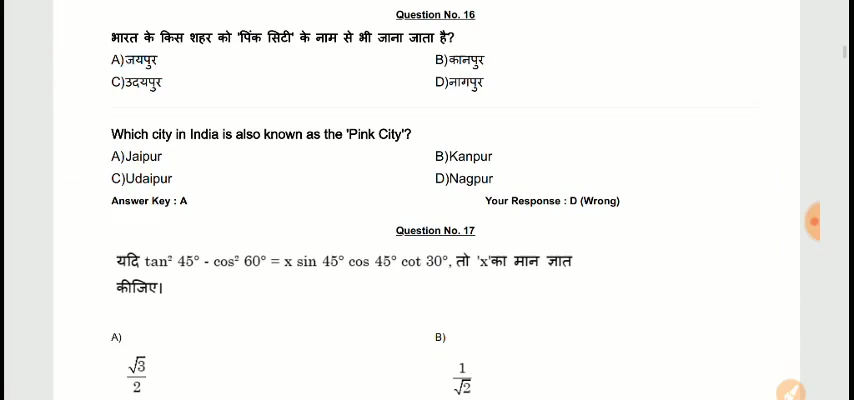 Question No. 16
भारत के किस शहर को 'पिंक सिटी' के नाम से भी जाना जाता है?
A)जयपुर B)कानपुर
C)उदयपुर D)नागपुर
Which city in India is also known as the 'Pink City'?
A)Jaipur B)Kanpur
C)Udaipur D)Nagpur
Answer Key : A Your Response : D (Wrong)
Question No. 17
यदि tan² 45° - cos² 60° = x sin 45° cos 45° cot 30°, तो 'x'का मान ज्ञात
कीजिए।
A) B)
√3/2 1/√2